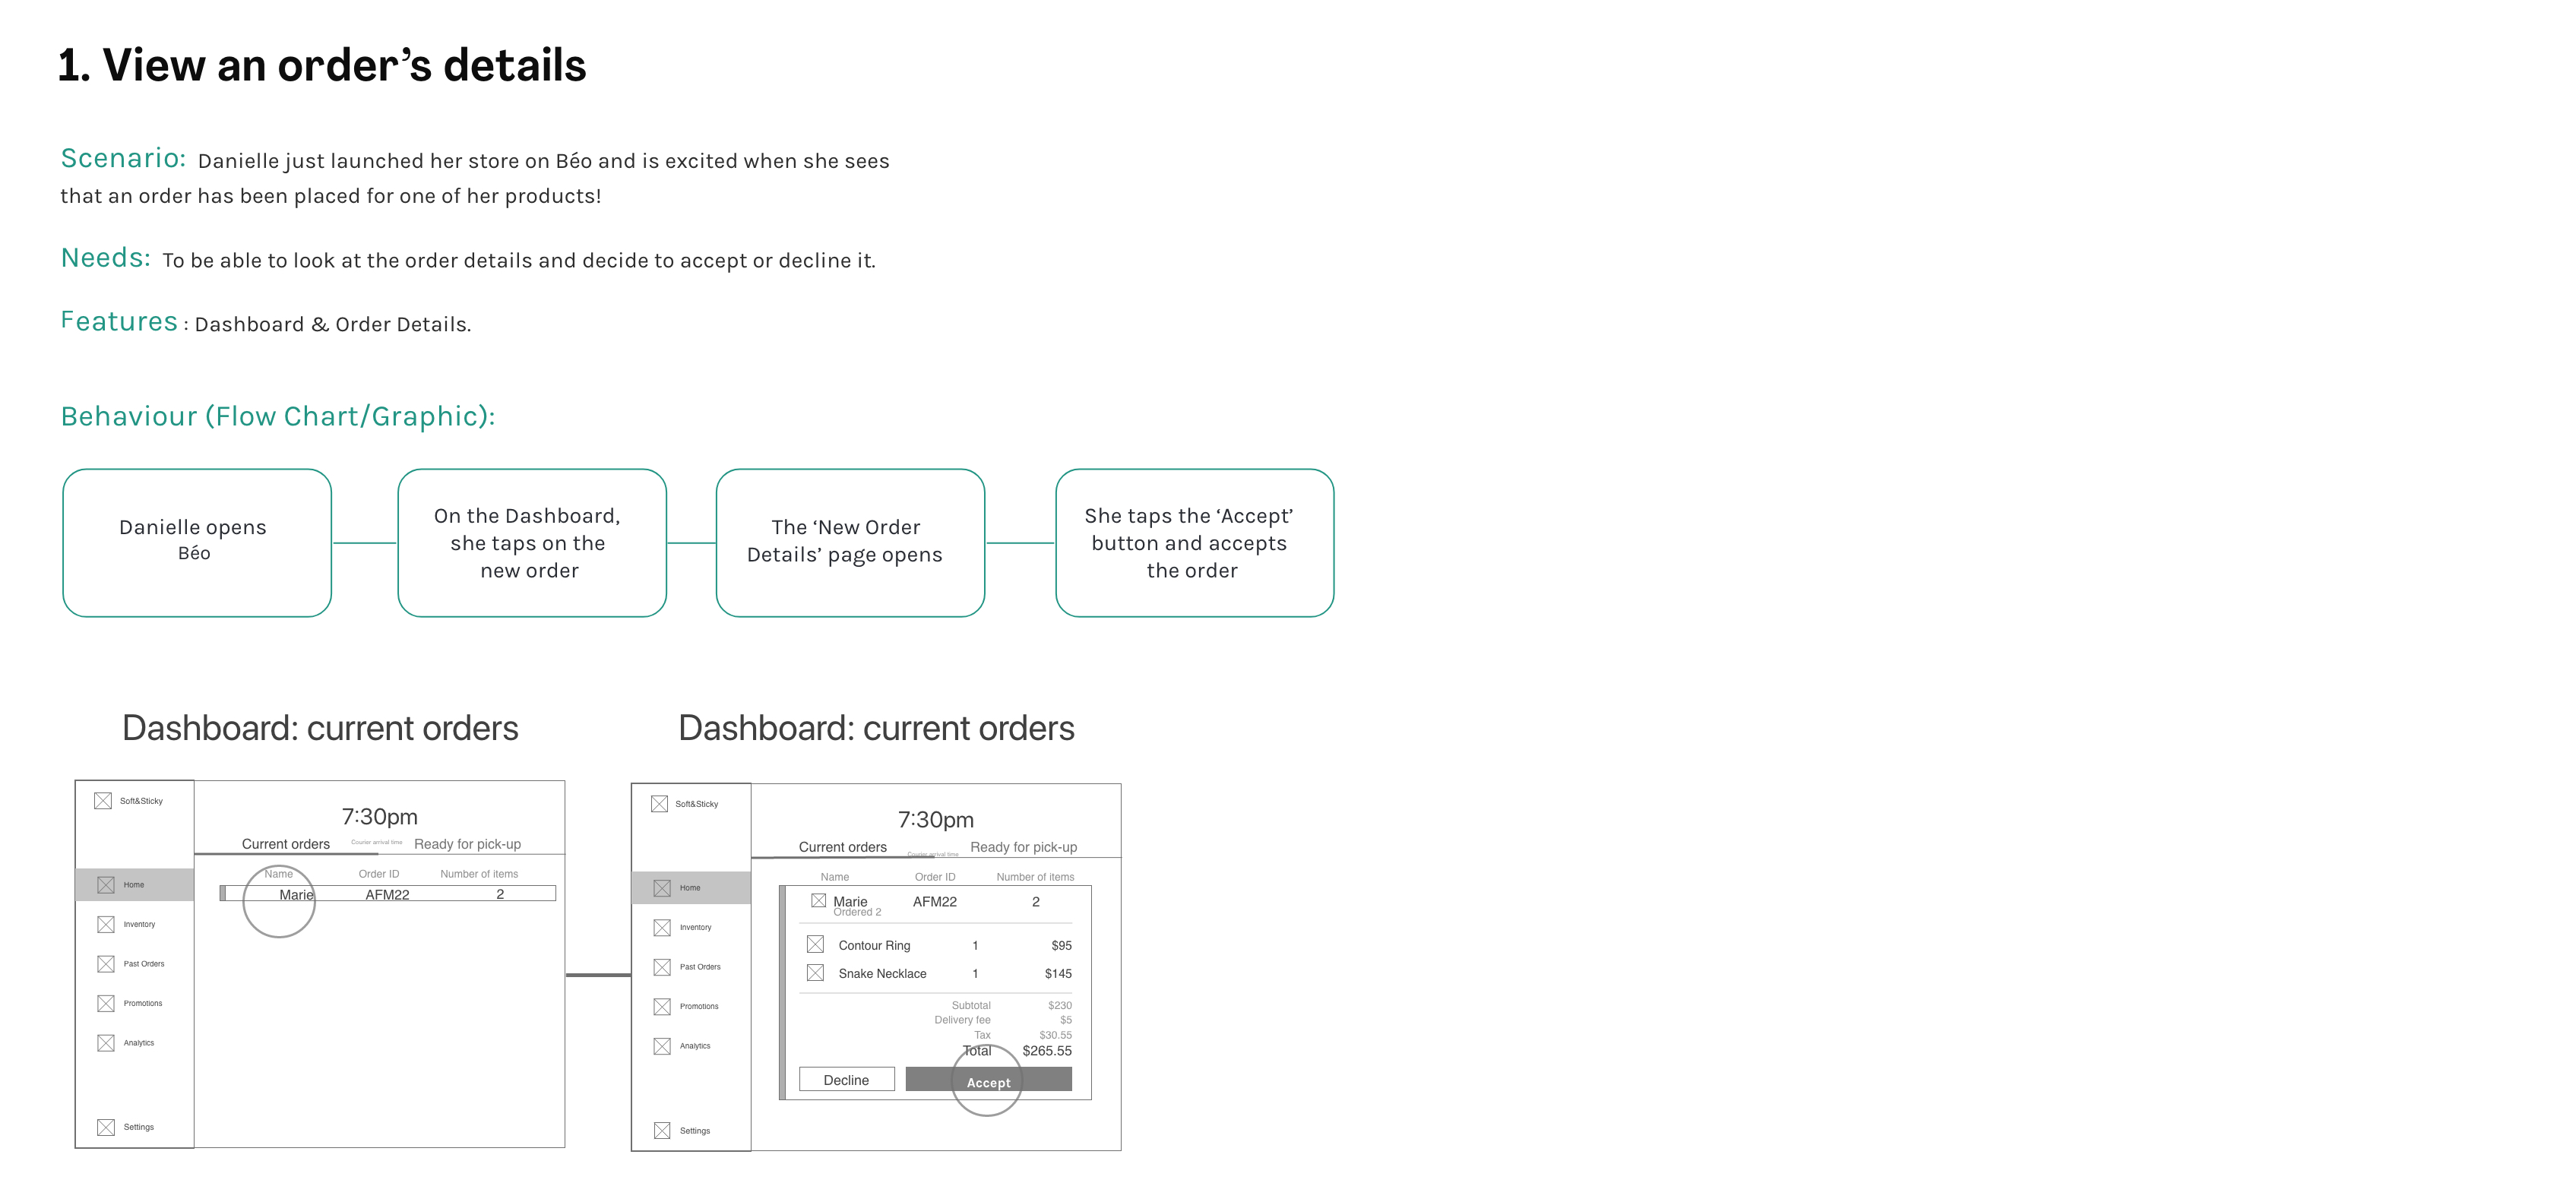 1. View an order’s details
Scenario: Danielle just launched her store on Béo and is excited when she sees
that an order has been placed for one of her products!
Needs: To be able to look at the order details and decide to accept or decline it.
Features : Dashboard & Order Details.
Behaviour (Flow Chart/Graphic):
Danielle opens
Béo
On the Dashboard,
she taps on the
new order
The ‘New Order
Details’ page opens
She taps the ‘Accept’
button and accepts
the order
Dashboard: current orders
Soft&Sticky
Home
Inventory
Past Orders
Promotions
Analytics
Settings
7:30pm
Current orders Courier arrival time Ready for pick-up
Name Order ID Number of items
Marie AFM22 2
Dashboard: current orders
Soft&Sticky
Home
Inventory
Past Orders
Promotions
Analytics
Settings
7:30pm
Current orders Courier arrival time Ready for pick-up
Name Order ID Number of items
Marie AFM22 2
Ordered 2
Contour Ring 1 $95
Snake Necklace 1 $145
Subtotal $230
Delivery fee $5
Tax $30.55
Total $265.55
Decline Accept